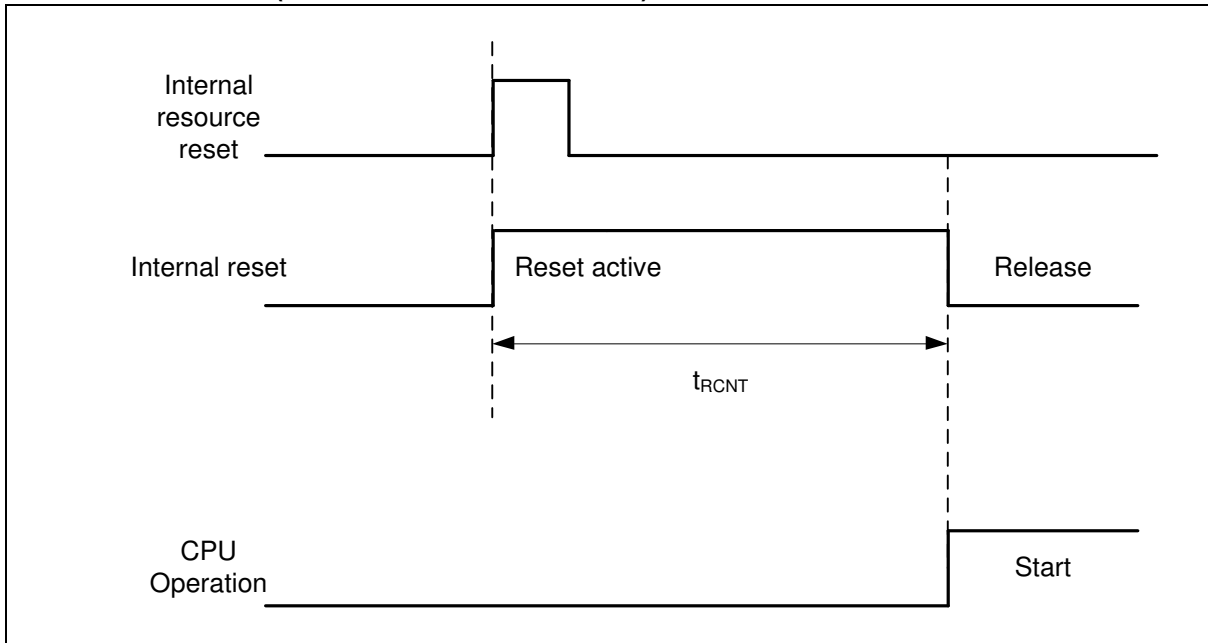 Internal
resource
reset
Internal reset
Reset active
Release
tRCNT
CPU
Operation
Start